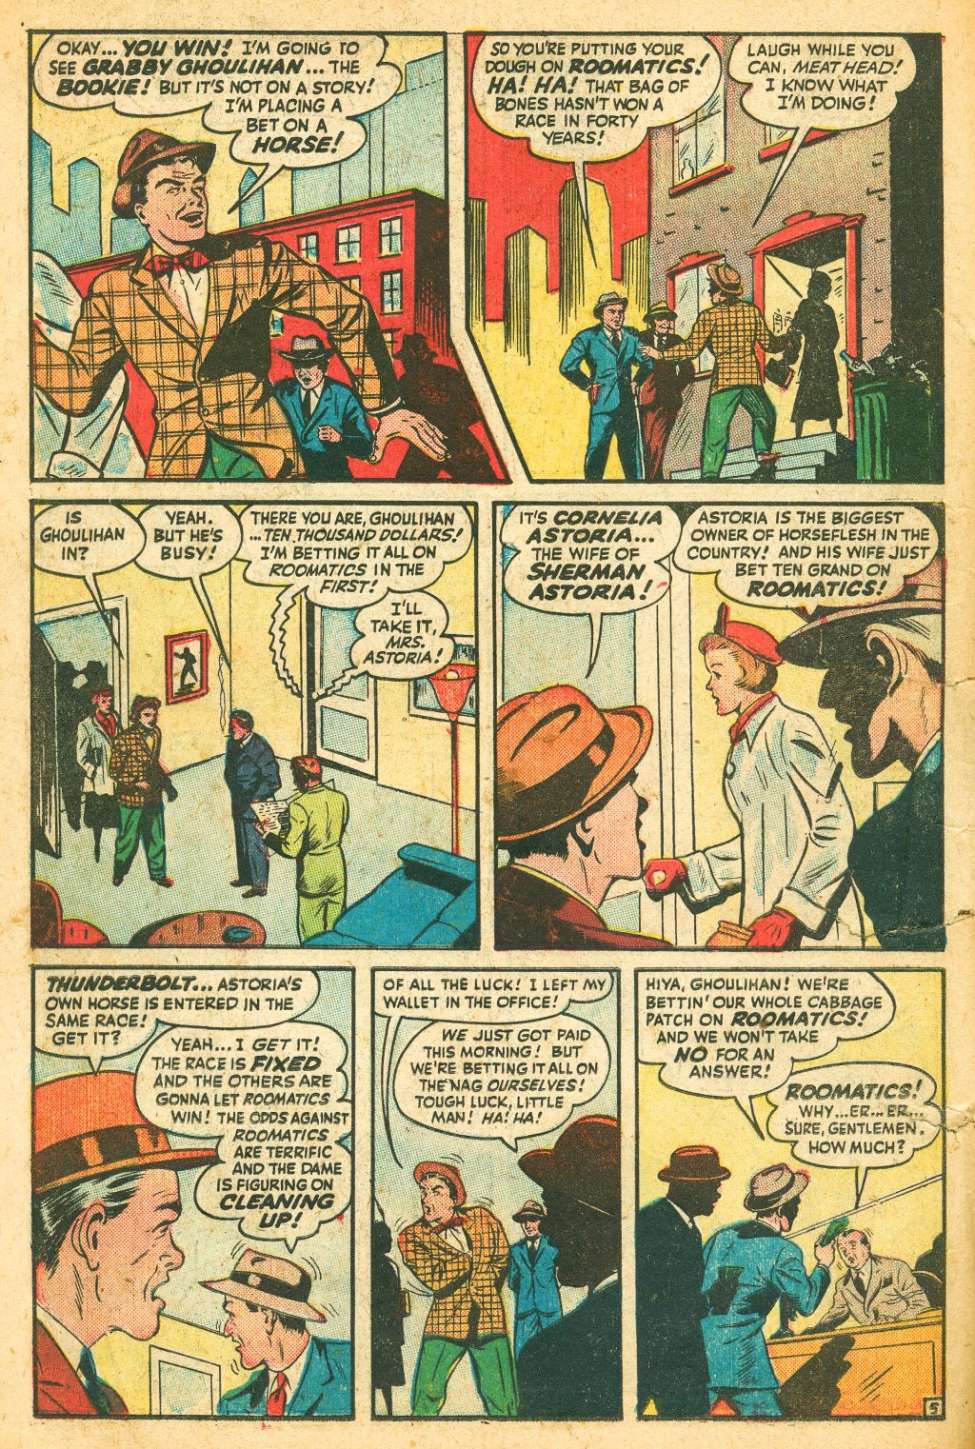 OKAY... YOU WIN! I'M GOING TO
SEE GRABBY GHOULIHAN... THE
BOOKIE! BUT IT'S NOT ON A STORY!
I'M PLACING A
BET ON A
HORSE!
SO YOU'RE PUTTING YOUR
DOUGH ON ROOMATICS!
HA! HA! THAT BAG OF
BONES HASN'T WON A
RACE IN FORTY
YEARS!
LAUGH WHILE YOU
CAN, MEAT HEAD!
I KNOW WHAT
I'M DOING!
IS
GHOULIHAN
IN?
YEAH.
BUT HE'S
BUSY!
THERE YOU ARE, GHOULIHAN
...TEN THOUSAND DOLLARS!
I'M BETTING IT ALL ON
ROOMATICS IN THE
FIRST!
I'LL
TAKE IT,
MRS.
ASTORIA!
IT'S CORNELIA
ASTORIA...
THE WIFE OF
SHERMAN
ASTORIA!
ASTORIA IS THE BIGGEST
OWNER OF HORSEFLESH IN THE
COUNTRY! AND HIS WIFE JUST
BET TEN GRAND ON
ROOMATICS!
THUNDERBOLT... ASTORIA'S
OWN HORSE IS ENTERED IN THE
SAME RACE!
GET IT?
YEAH... I GET IT!
THE RACE IS FIXED
AND THE OTHERS ARE
GONNA LET ROOMATICS
WIN! THE ODDS AGAINST
ROOMATICS
ARE TERRIFIC
AND THE DAME
IS FIGURING ON
CLEANING
UP!
OF ALL THE LUCK! I LEFT MY
WALLET IN THE OFFICE!
WE JUST GOT PAID
THIS MORNING! BUT
WE'RE BETTING IT ALL ON
THE NAG OURSELVES!
TOUGH LUCK, LITTLE
MAN! HA! HA!
HIYA, GHOULIHAN! WE'RE
BETTIN' OUR WHOLE CABBAGE
PATCH ON ROOMATICS!
AND WE WON'T TAKE
NO FOR AN
ANSWER!
ROOMATICS!
WHY... ER... ER...
SURE, GENTLEMEN.
HOW MUCH?
5